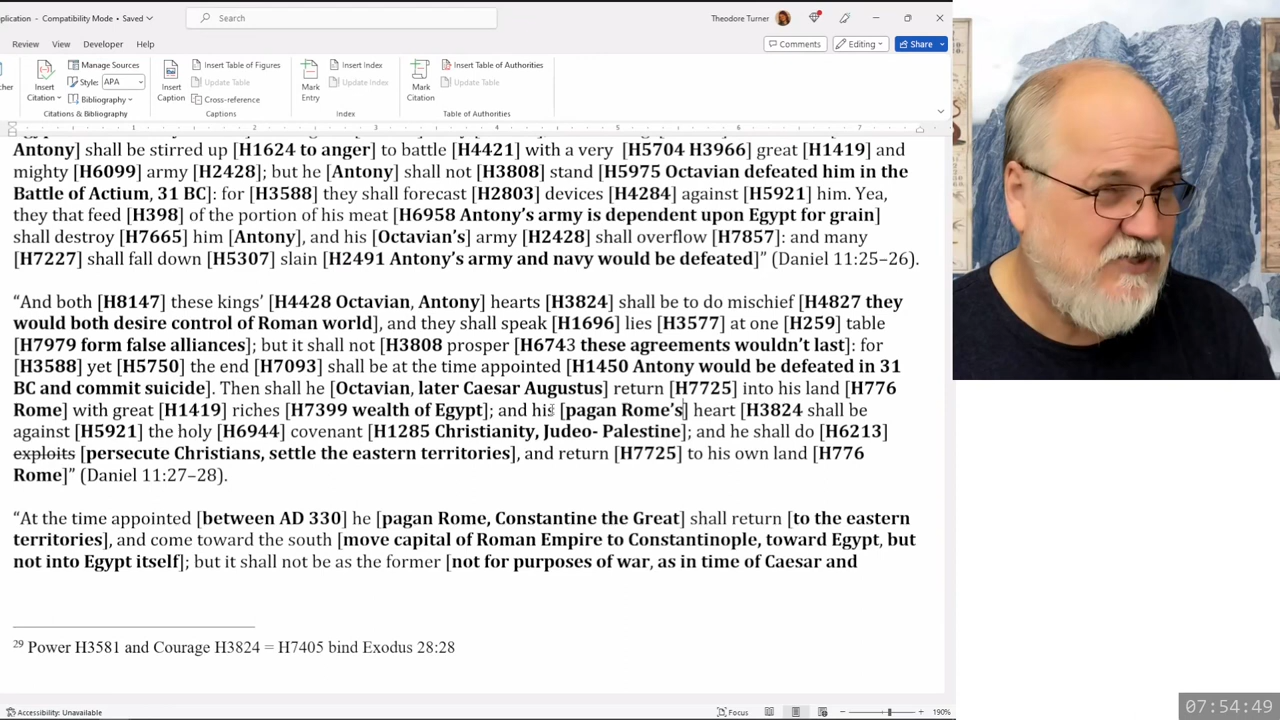 plication - Compatibility Mode • Saved
Search
Theodore Turner
Review View Developer Help
Comments
Editing
Share
Insert Citation
Manage Sources
Style: APA
Bibliography
Citations & Bibliography
Insert Caption
Insert Table of Figures
Update Table
Cross-reference
Captions
Mark Entry
Insert Index
Update Index
Index
Mark Citation
Insert Table of Authorities
Update Table
Table of Authorities
2 3 4 5 6 7
Antony] shall be stirred up [H1624 to anger] to battle [H4421] with a very [H5704 H3966] great [H1419] and
mighty [H6099] army [H2428]; but he [Antony] shall not [H3808] stand [H5975 Octavian defeated him in the
Battle of Actium, 31 BC]: for [H3588] they shall forecast [H2803] devices [H4284] against [H5921] him. Yea,
they that feed [H398] of the portion of his meat [H6958 Antony’s army is dependent upon Egypt for grain]
shall destroy [H7665] him [Antony], and his [Octavian’s] army [H2428] shall overflow [H7857]: and many
[H7227] shall fall down [H5307] slain [H2491 Antony’s army and navy would be defeated]” (Daniel 11:25–26).
“And both [H8147] these kings’ [H4428 Octavian, Antony] hearts [H3824] shall be to do mischief [H4827 they
would both desire control of Roman world], and they shall speak [H1696] lies [H3577] at one [H259] table
[H7979 form false alliances]; but it shall not [H3808 prosper [H6743 these agreements wouldn’t last]: for
[H3588] yet [H5750] the end [H7093] shall be at the time appointed [H1450 Antony would be defeated in 31
BC and commit suicide]. Then shall he [Octavian, later Caesar Augustus] return [H7725] into his land [H776
Rome] with great [H1419] riches [H7399 wealth of Egypt]; and his [pagan Rome’s] heart [H3824 shall be
against [H5921] the holy [H6944] covenant [H1285 Christianity, Judeo- Palestine]; and he shall do [H6213]
exploits [persecute Christians, settle the eastern territories], and return [H7725] to his own land [H776
Rome]” (Daniel 11:27–28).
“At the time appointed [between AD 330] he [pagan Rome, Constantine the Great] shall return [to the eastern
territories], and come toward the south [move capital of Roman Empire to Constantinople, toward Egypt, but
not into Egypt itself]; but it shall not be as the former [not for purposes of war, as in time of Caesar and
29 Power H3581 and Courage H3824 = H7405 bind Exodus 28:28
Accessibility: Unavailable
Focus
190%
07:54:49